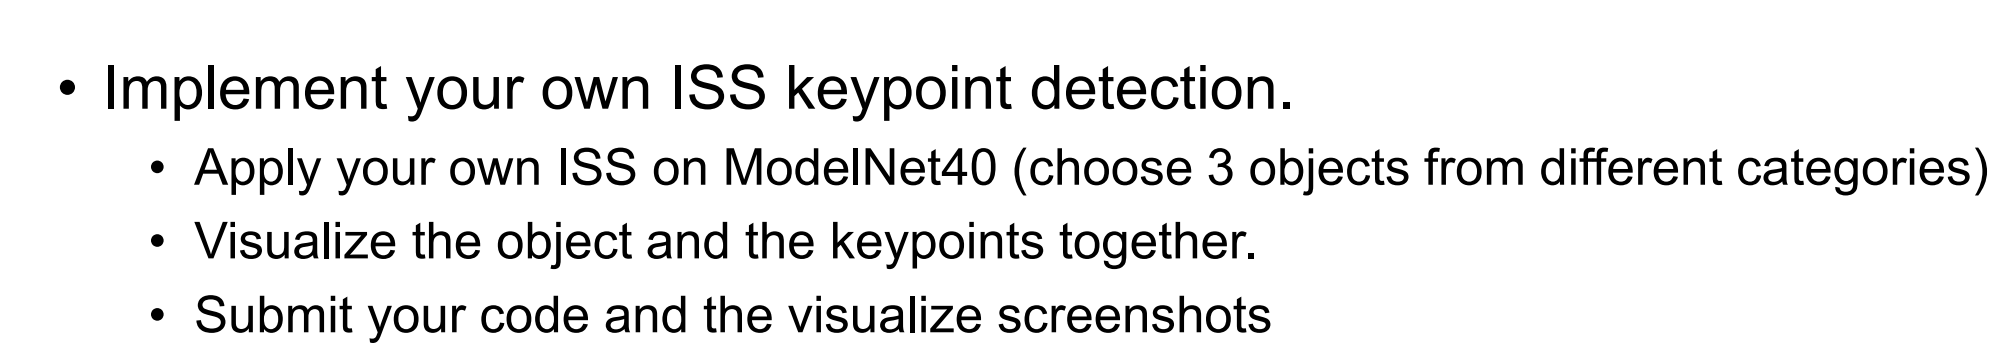 • Implement your own ISS keypoint detection.
• Apply your own ISS on ModelNet40 (choose 3 objects from different categories)
• Visualize the object and the keypoints together.
• Submit your code and the visualize screenshots